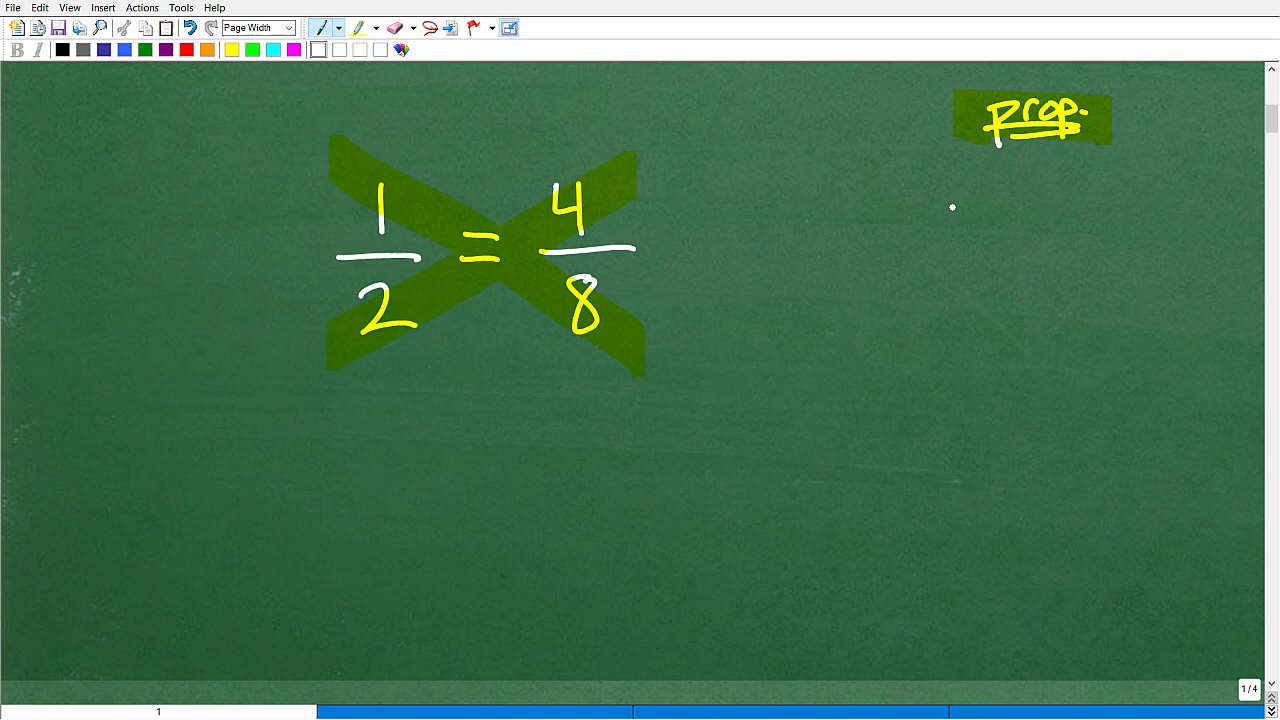 File Edit View Insert Actions Tools Help
Page Width
B I
prop.
1 = 4
2 8
1/4
1